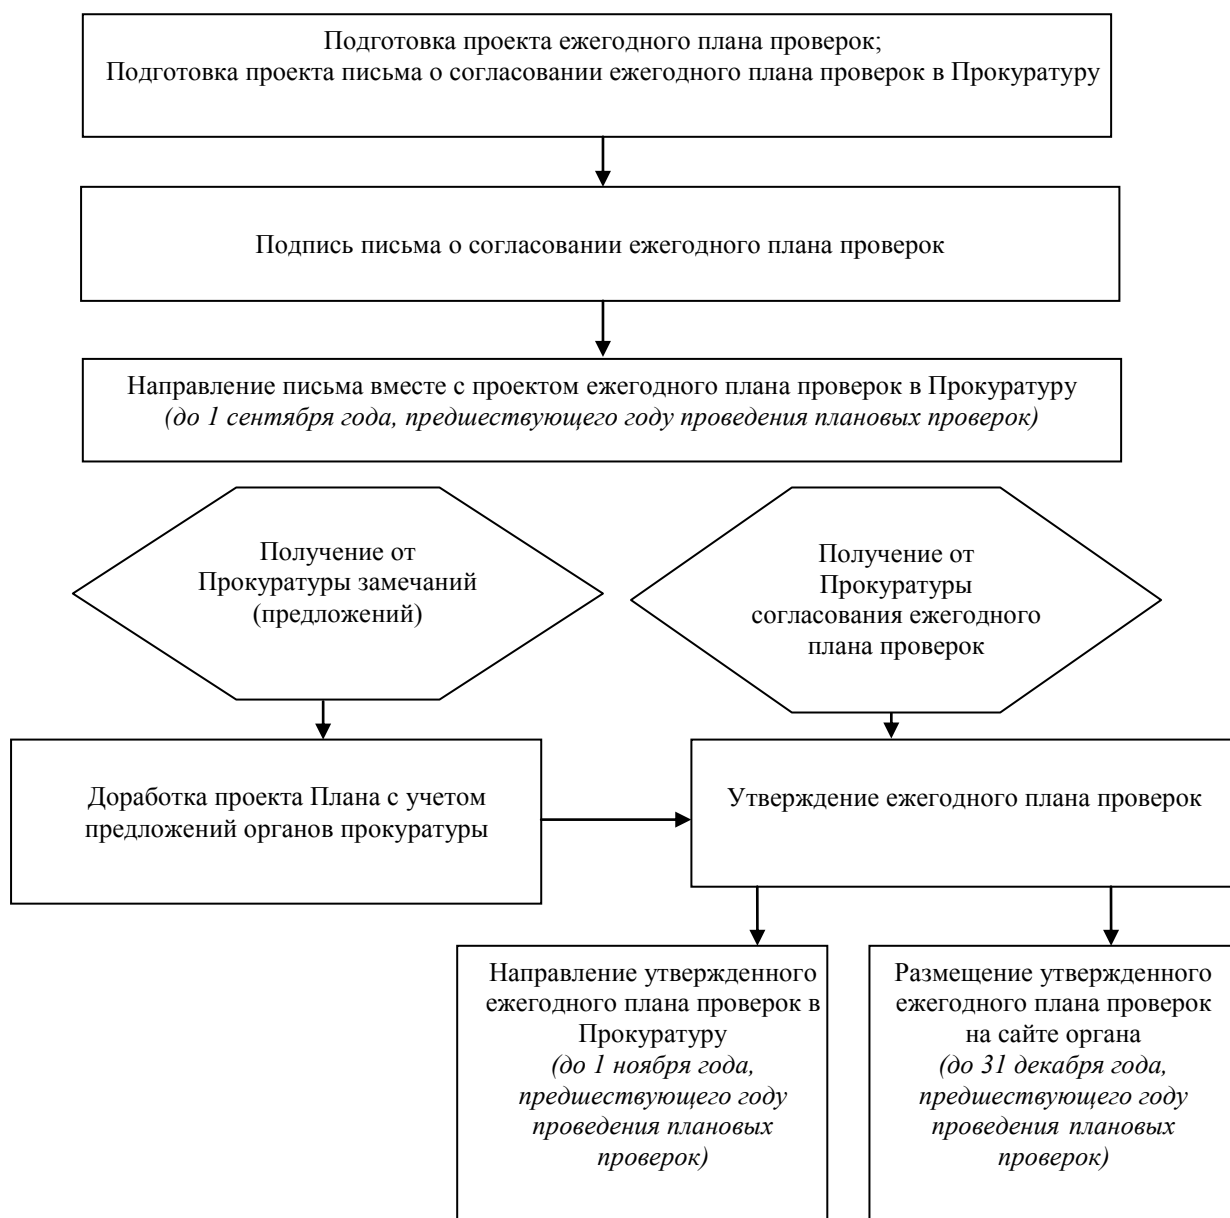 Подготовка проекта ежегодного плана проверок;
Подготовка проекта письма о согласовании ежегодного плана проверок в Прокуратуру
Подпись письма о согласовании ежегодного плана проверок
Направление письма вместе с проектом ежегодного плана проверок в Прокуратуру
(до 1 сентября года, предшествующего году проведения плановых проверок)
Получение от
Прокуратуры замечаний
(предложений)
Получение от
Прокуратуры
согласования ежегодного
плана проверок
Доработка проекта Плана с учетом
предложений органов прокуратуры
Утверждение ежегодного плана проверок
Направление утвержденного
ежегодного плана проверок в
Прокуратуру
(до 1 ноября года,
предшествующего году
проведения плановых
проверок)
Размещение утвержденного
ежегодного плана проверок
на сайте органа
(до 31 декабря года,
предшествующего году
проведения плановых
проверок)